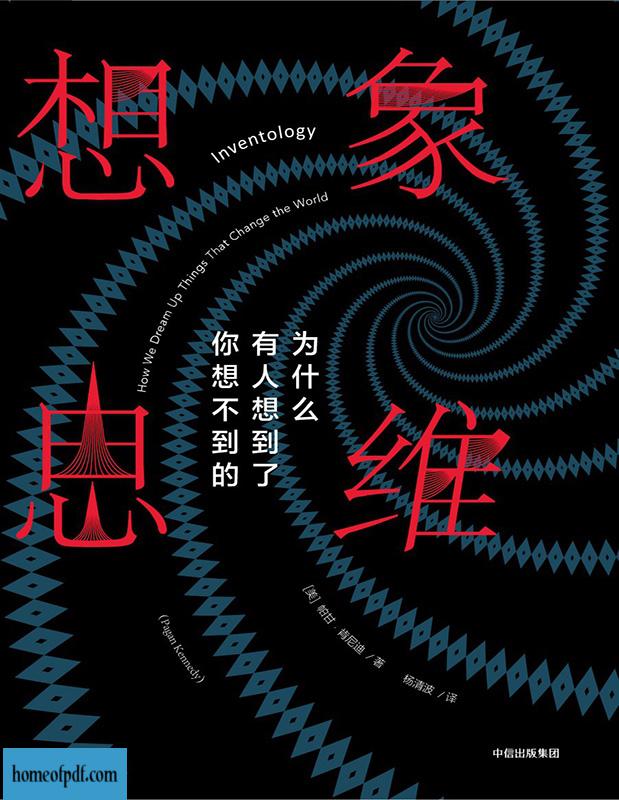 想象
思维
Inventology
How We Dream Up Things That Change the World
为什么
有人想到了
你想不到的
[美] 帕甘·肯尼迪 / 著
(Pagan Kennedy)
杨清波 / 译
中信出版集团
homeofpdf.com